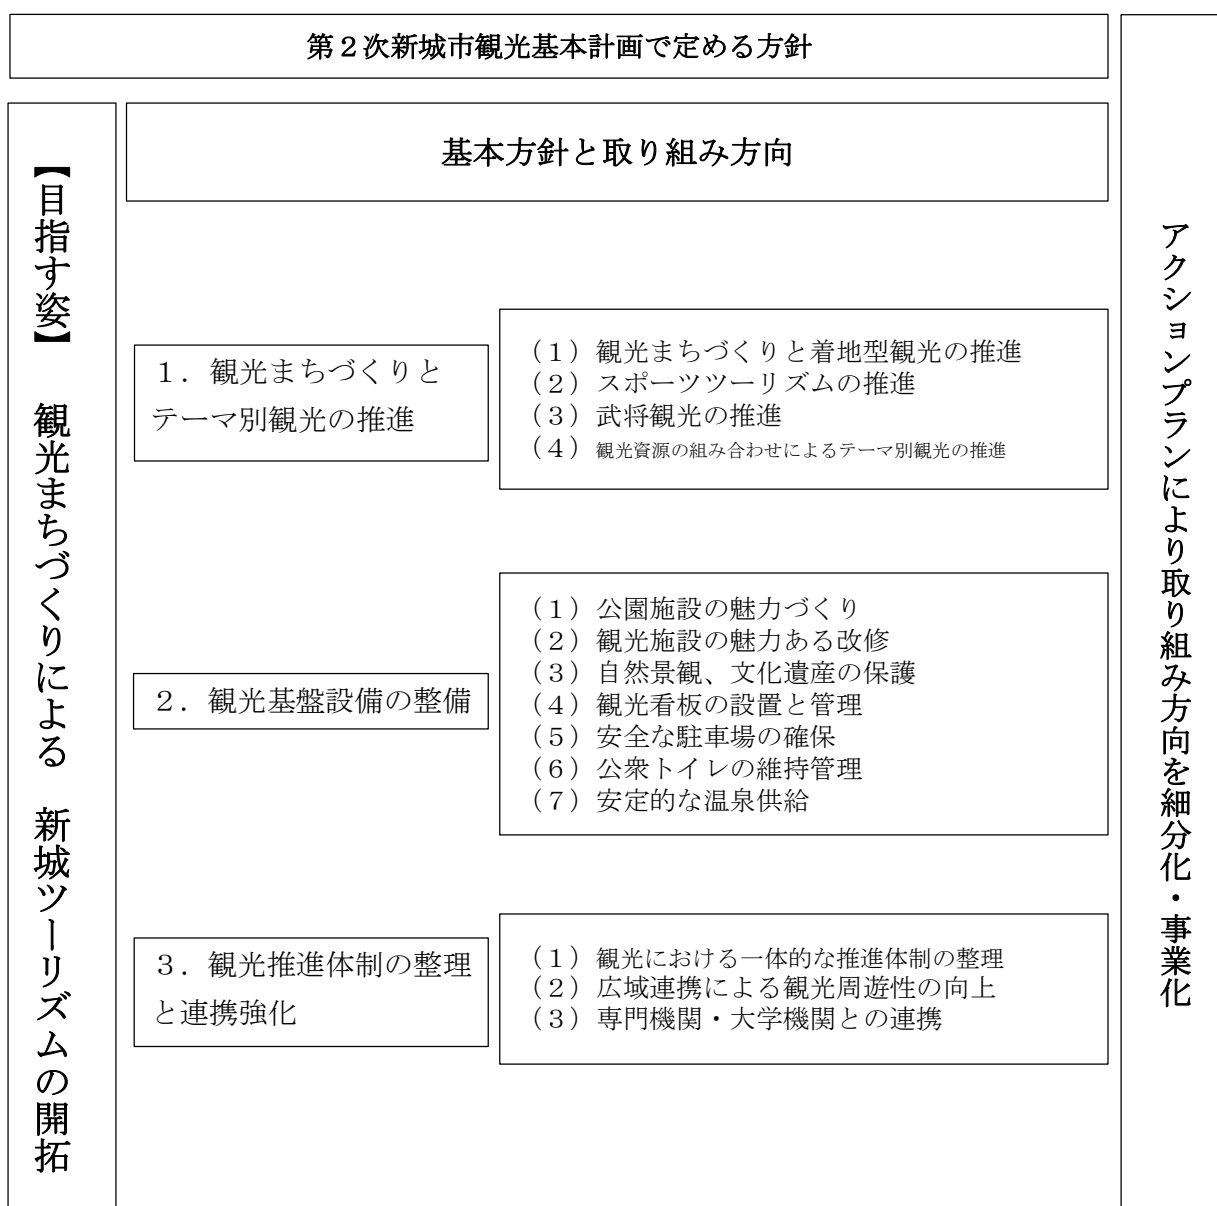 第２次新城市観光基本計画で定める方針
【目指す姿】　観光まちづくりによる　新城ツーリズムの開拓
基本方針と取り組み方向
１．観光まちづくりと
テーマ別観光の推進
（１）観光まちづくりと着地型観光の推進
（２）スポーツツーリズムの推進
（３）武将観光の推進
（４）観光資源の組み合わせによるテーマ別観光の推進
２．観光基盤設備の整備
（１）公園施設の魅力づくり
（２）観光施設の魅力ある改修
（３）自然景観、文化遺産の保護
（４）観光看板の設置と管理
（５）安全な駐車場の確保
（６）公衆トイレの維持管理
（７）安定的な温泉供給
３．観光推進体制の整理
と連携強化
（１）観光における一体的な推進体制の整理
（２）広域連携による観光周遊性の向上
（３）専門機関・大学機関との連携
アクションプランにより取り組み方向を細分化・事業化